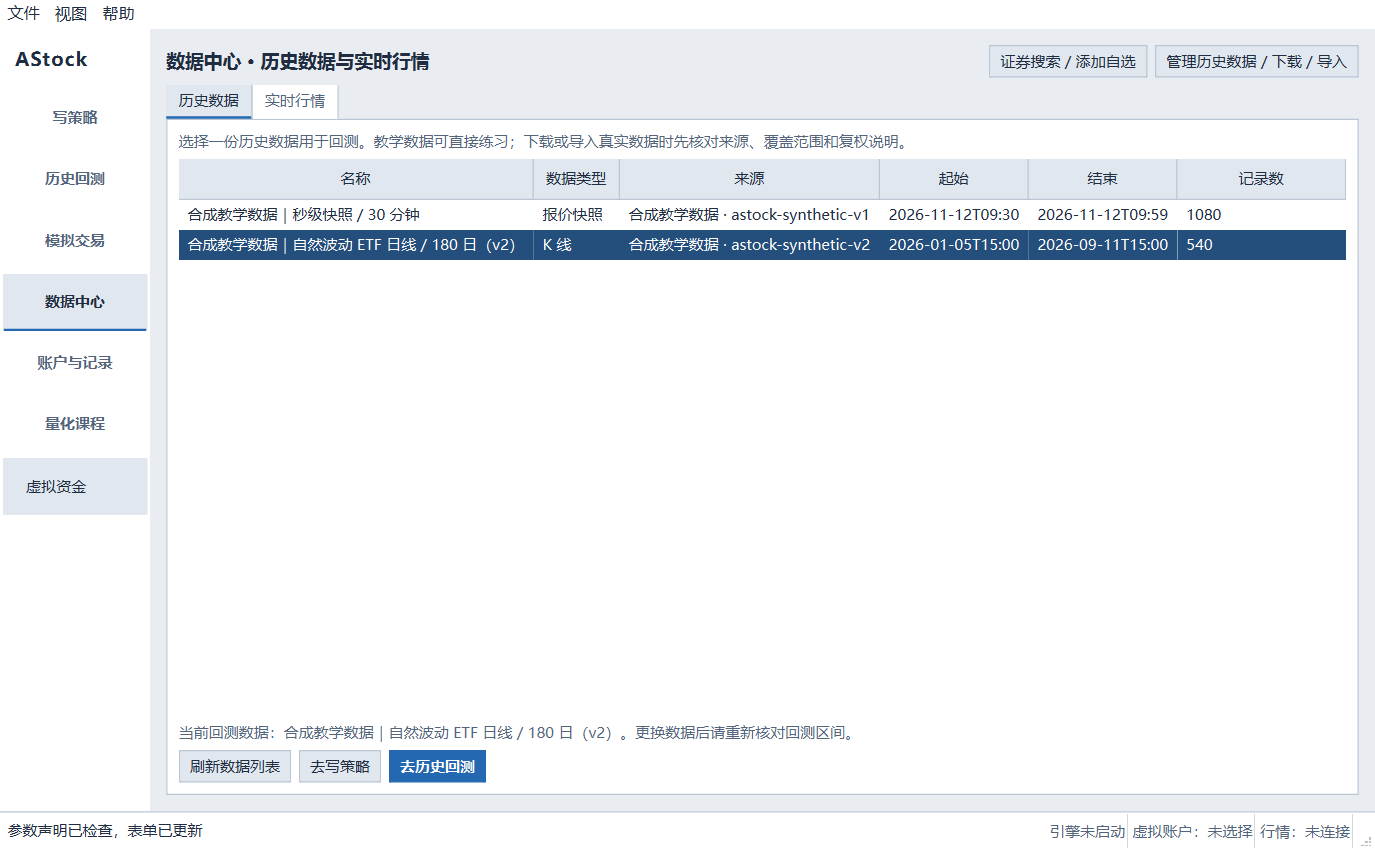 文件 视图 帮助
AStock
写策略
历史回测
模拟交易
数据中心
账户与记录
量化课程
虚拟资金
数据中心 · 历史数据与实时行情
证券搜索 / 添加自选 管理历史数据 / 下载 / 导入
历史数据 实时行情
选择一份历史数据用于回测。教学数据可直接练习；下载或导入真实数据时先核对来源、覆盖范围和复权说明。
名称 数据类型 来源 起始 结束 记录数
合成教学数据｜秒级快照 / 30 分钟 报价快照 合成教学数据 · astock-synthetic-v1 2026-11-12T09:30 2026-11-12T09:59 1080
合成教学数据｜自然波动 ETF 日线 / 180 日（v2） K 线 合成教学数据 · astock-synthetic-v2 2026-01-05T15:00 2026-09-11T15:00 540
当前回测数据：合成教学数据｜自然波动 ETF 日线 / 180 日（v2）。更换数据后请重新核对回测区间。
刷新数据列表 去写策略 去历史回测
参数声明已检查，表单已更新 引擎未启动 虚拟账户：未选择 行情：未连接